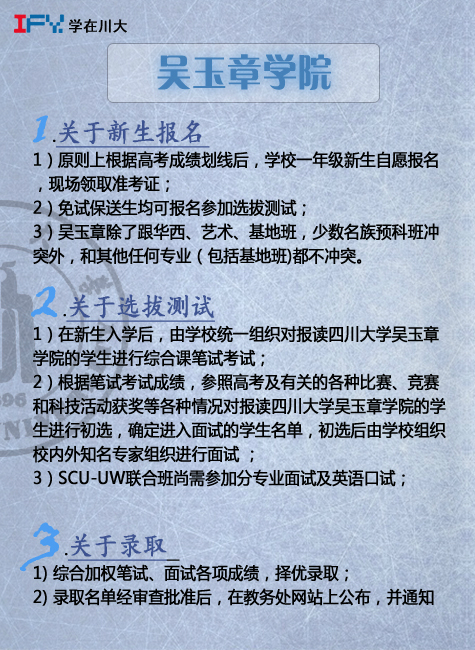 IFY. 学在川大
吴玉章学院
1.关于新生报名
1）原则上根据高考成绩划线后，学校一年级新生自愿报名
，现场领取准考证；
2）免试保送生均可报名参加选拔测试；
3）吴玉章除了跟华西、艺术、基地班，少数名族预科班冲
突外，和其他任何专业（包括基地班)都不冲突。
2.关于选拔测试
1）在新生入学后，由学校统一组织对报读四川大学吴玉章
学院的学生进行综合课笔试考试；
2）根据笔试考试成绩，参照高考及有关的各种比赛、竞赛
和科技活动获奖等各种情况对报读四川大学吴玉章学院的学
生进行初选，确定进入面试的学生名单，初选后由学校组织
校内外知名专家组织进行面试 ；
3）SCU-UW联合班尚需参加分专业面试及英语口试；
3.关于录取
1) 综合加权笔试、面试各项成绩，择优录取；
2) 录取名单经审查批准后，在教务处网站上公布，并通知